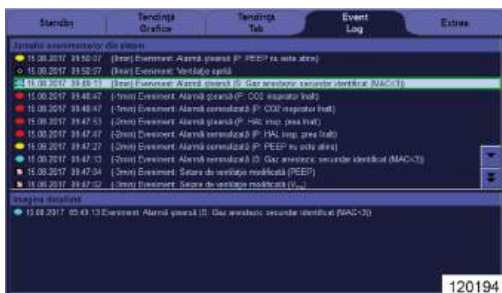 Standby
Tendință
Grafice
Tendință
Tab
Event
Log
Extras
Jurnalul evenimentelor din sistem
15.08.2017 09:50:07 (0min) Eveniment: Alarmă ștearsă (P: PEEP nu este atins)
15.08.2017 09:50:07 (0min) Eveniment: Ventilație oprită
15.08.2017 09:49:13 (0min) Eveniment: Alarmă ștearsă (S: Gaz anestezic secundar identificat (MAC<3))
15.08.2017 09:48:47 (-1min) Eveniment: Alarmă ștearsă (P: CO2 inspirator înalt)
15.08.2017 09:48:47 (-1min) Eveniment: Alarmă semnalizată (P: CO2 inspirator înalt)
15.08.2017 09:47:53 (-2min) Eveniment: Alarmă ștearsă (P: HAL insp. prea înalt)
15.08.2017 09:47:47 (-2min) Eveniment: Alarmă semnalizată (P: HAL insp. prea înalt)
15.08.2017 09:47:27 (-2min) Eveniment: Alarmă semnalizată (P: PEEP nu este atins)
15.08.2017 09:47:13 (-2min) Eveniment: Alarmă semnalizată (S: Gaz anestezic secundar identificat (MAC<3))
15.08.2017 09:47:04 (-3min) Eveniment: Setare de ventilație modificată (PEEP)
15.08.2017 09:47:02 (-3min) Eveniment: Setare de ventilație modificată
Imagine detaliată
15.08.2017 09:49:13 Eveniment: Alarmă ștearsă (S: Gaz anestezic secundar identificat (MAC<3))
120194